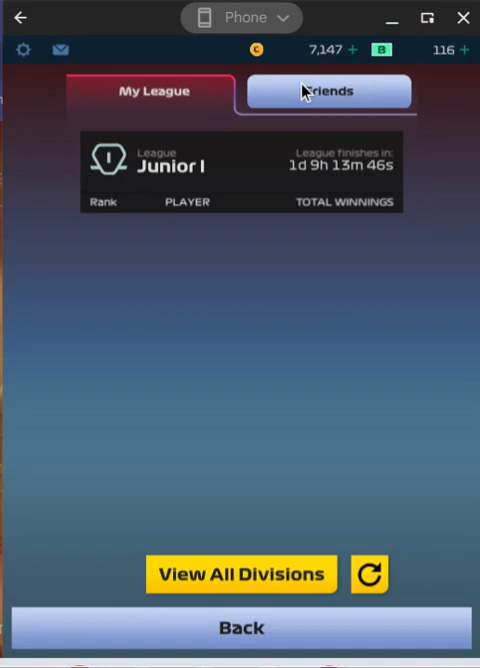 Phone
C 7,147 + B 116 +
My League
Friends
League
Junior I
League finishes in:
1d 9h 13m 46s
Rank PLAYER TOTAL WINNINGS
View All Divisions
Back